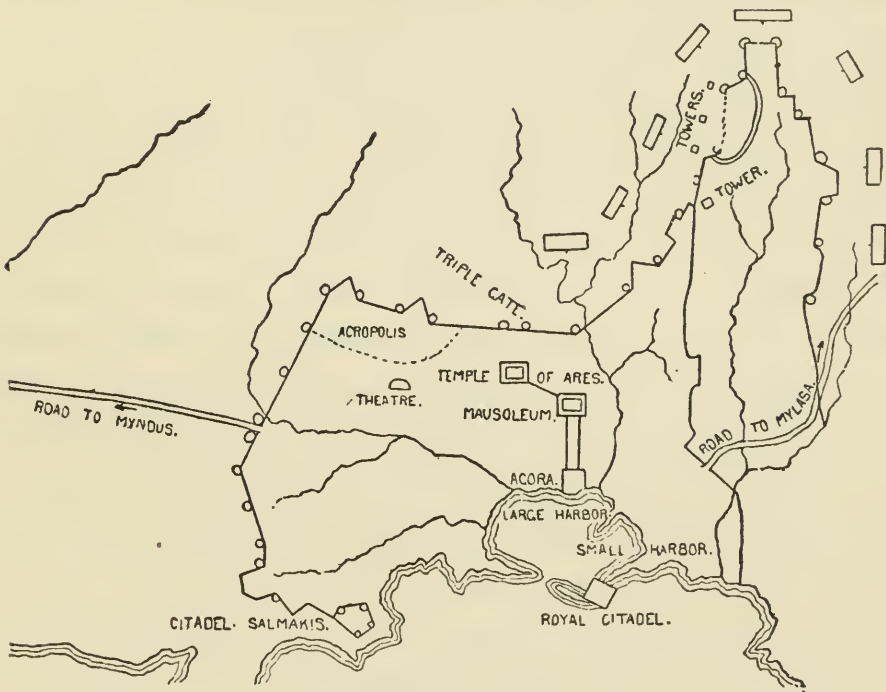 TOWERS.
TOWER.
TRIPLE GATE.
ACROPOLIS
TEMPLE OF ARES.
THEATRE.
MAUSOLEUM.
ROAD TO MYNDUS.
ROAD TO MYLASA.
AGORA.
LARGE HARBOR.
SMALL HARBOR.
CITADEL. SALMAKIS.
ROYAL CITADEL.